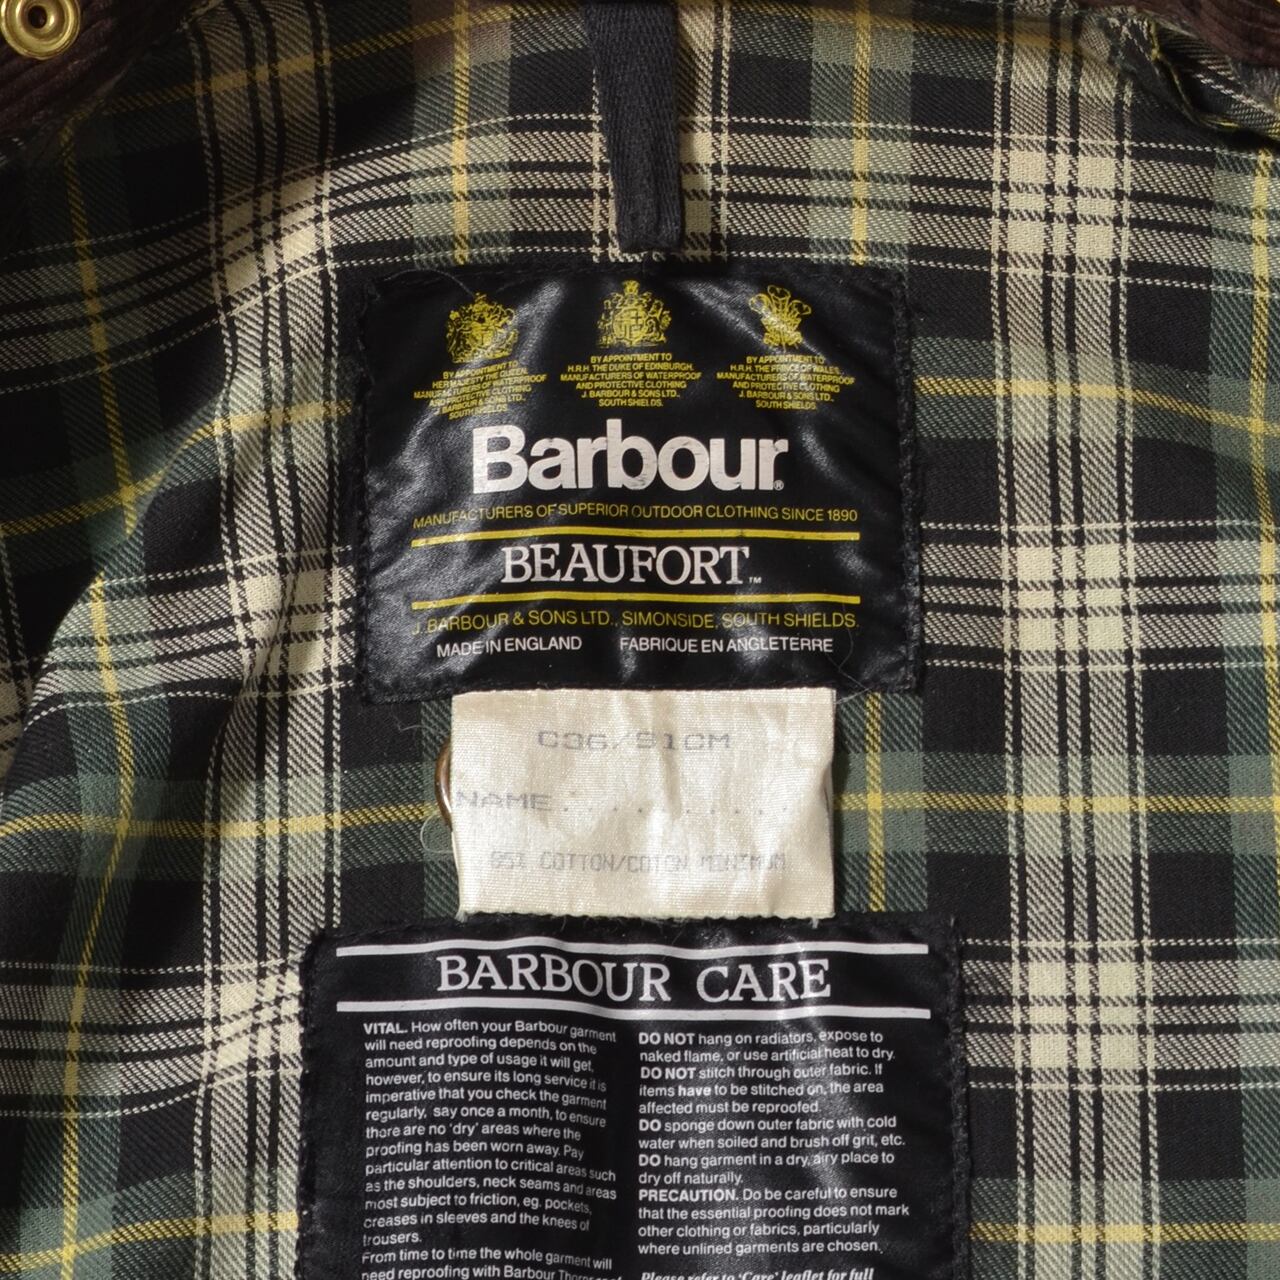 BY APPOINTMENT TO
HER MAJESTY THE QUEEN,
MANUFACTURERS OF WATERPROOF
AND PROTECTIVE CLOTHING
J. BARBOUR & SONS LTD.,
SOUTH SHIELDS.
BY APPOINTMENT TO
H.R.H. THE DUKE OF EDINBURGH.
MANUFACTURERS OF WATERPROOF
AND PROTECTIVE CLOTHING
J. BARBOUR & SONS LTD.,
SOUTH SHIELDS.
BY APPOINTMENT TO
H.R.H. THE PRINCE OF WALES.
MANUFACTURERS OF WATERPROOF
AND PROTECTIVE CLOTHING
J. BARBOUR & SONS LTD.,
SOUTH SHIELDS.
Barbour®
MANUFACTURERS OF SUPERIOR OUTDOOR CLOTHING SINCE 1890
BEAUFORT™
J. BARBOUR & SONS LTD., SIMONSIDE, SOUTH SHIELDS.
MADE IN ENGLAND FABRIQUE EN ANGLETERRE
C36/91CM
NAME..........
COTTON/COTON MINIMUM
BARBOUR CARE
VITAL. How often your Barbour garment
will need reproofing depends on the
amount and type of usage it will get,
however, to ensure its long service it is
imperative that you check the garment
regularly, say once a month, to ensure
there are no 'dry' areas where the
proofing has been worn away. Pay
particular attention to critical areas such
as the shoulders, neck seams and areas
most subject to friction, eg. pockets,
creases in sleeves and the knees of
trousers.
From time to time the whole garment will
need reproofing with Barbour
DO NOT hang on radiators, expose to
naked flame, or use artificial heat to dry.
DO NOT stitch through outer fabric. If
items have to be stitched on, the area
affected must be reproofed.
DO sponge down outer fabric with cold
water when soiled and brush off grit, etc.
DO hang garment in a dry, airy place to
dry off naturally.
PRECAUTION. Do be careful to ensure
that the essential proofing does not mark
other clothing or fabrics, particularly
where unlined garments are chosen.
Please refer to 'Care' leaflet for full